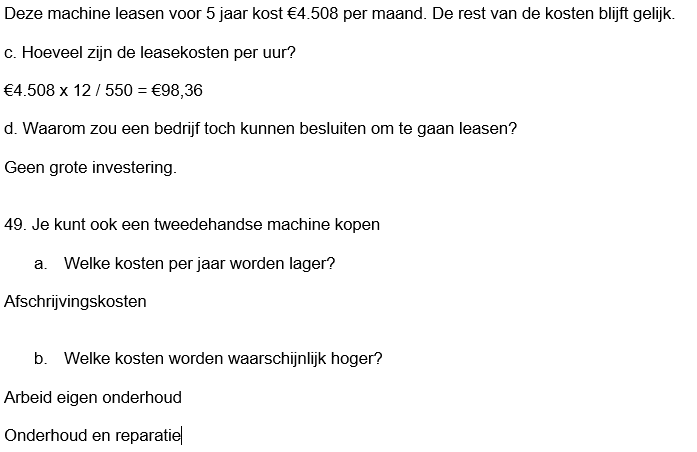 Deze machine leasen voor 5 jaar kost €4.508 per maand. De rest van de kosten blijft gelijk.
c. Hoeveel zijn de leasekosten per uur?
€4.508 x 12 / 550 = €98,36
d. Waarom zou een bedrijf toch kunnen besluiten om te gaan leasen?
Geen grote investering.
49. Je kunt ook een tweedehandse machine kopen
a. Welke kosten per jaar worden lager?
Afschrijvingskosten
b. Welke kosten worden waarschijnlijk hoger?
Arbeid eigen onderhoud
Onderhoud en reparatie